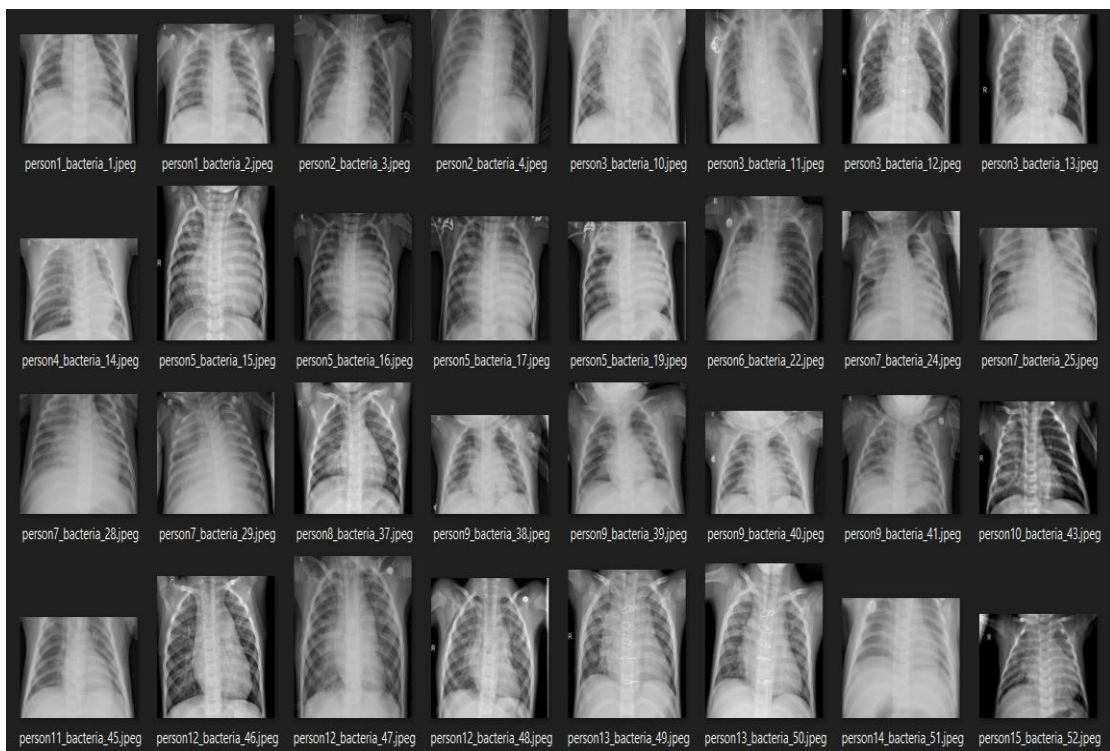 person1_bacteria_1.jpeg person1_bacteria_2.jpeg person2_bacteria_3.jpeg person2_bacteria_4.jpeg person3_bacteria_10.jpeg person3_bacteria_11.jpeg person3_bacteria_12.jpeg person3_bacteria_13.jpeg
person4_bacteria_14.jpeg person5_bacteria_15.jpeg person5_bacteria_16.jpeg person5_bacteria_17.jpeg person5_bacteria_19.jpeg person6_bacteria_22.jpeg person7_bacteria_24.jpeg person7_bacteria_25.jpeg
person7_bacteria_28.jpeg person7_bacteria_29.jpeg person8_bacteria_37.jpeg person9_bacteria_38.jpeg person9_bacteria_39.jpeg person9_bacteria_40.jpeg person9_bacteria_41.jpeg person10_bacteria_43.jpeg
person11_bacteria_45.jpeg person12_bacteria_46.jpeg person12_bacteria_47.jpeg person12_bacteria_48.jpeg person13_bacteria_49.jpeg person13_bacteria_50.jpeg person14_bacteria_51.jpeg person15_bacteria_52.jpeg